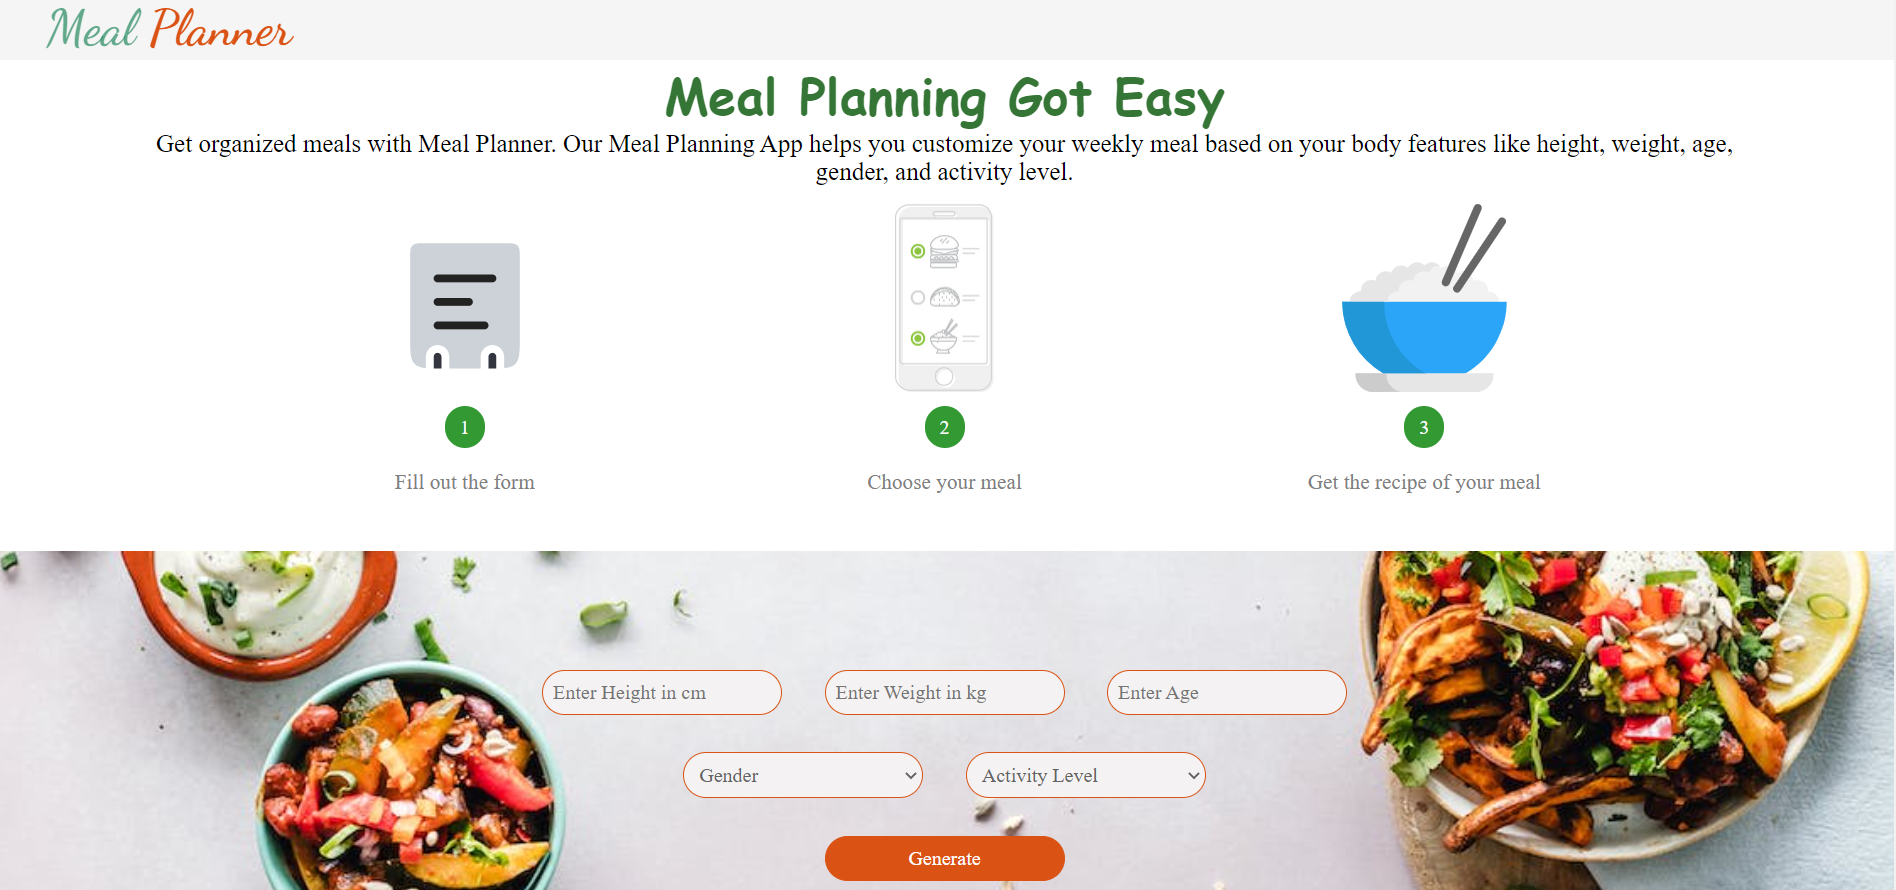 Meal Planner
Meal Planning Got Easy
Get organized meals with Meal Planner. Our Meal Planning App helps you customize your weekly meal based on your body features like height, weight, age,
gender, and activity level.
1
2
3
Fill out the form
Choose your meal
Get the recipe of your meal
Enter Height in cm
Enter Weight in kg
Enter Age
Gender
Activity Level
Generate